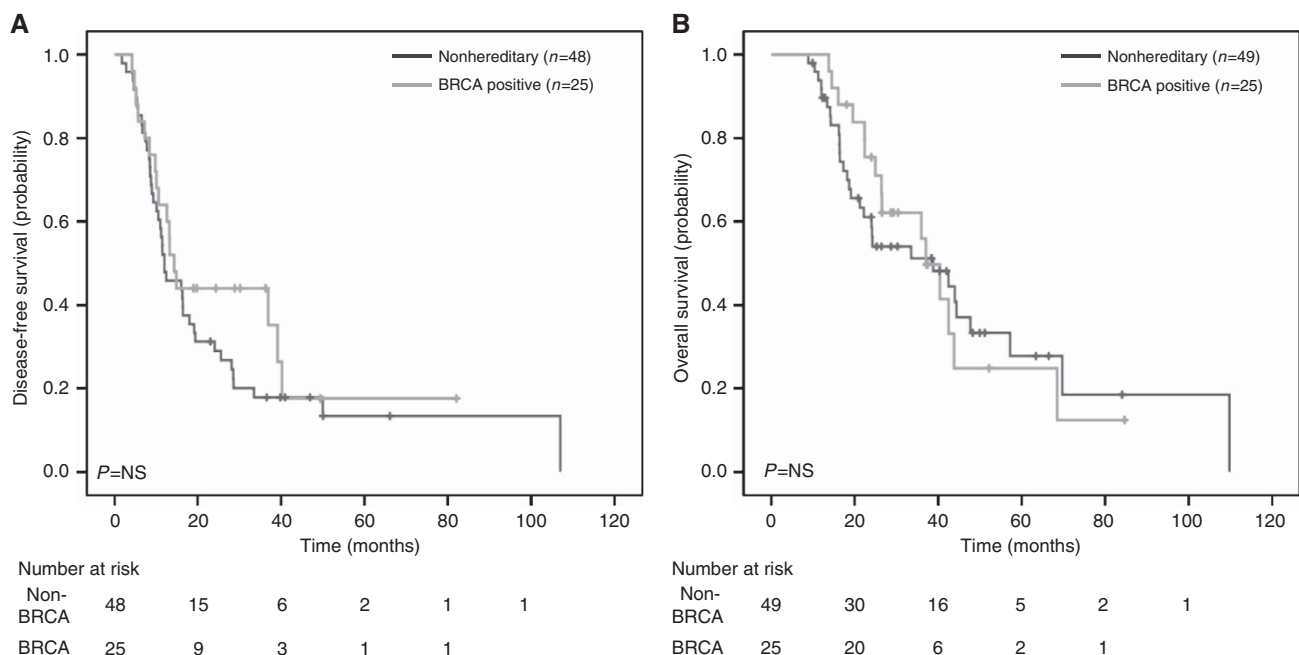 A
Disease-free survival (probability)
1.0
0.8
0.6
0.4
0.2
0.0
Nonhereditary (n=48)
BRCA positive (n=25)
P=NS
0 20 40 60 80 100 120
Time (months)
Number at risk
Non-
BRCA 48 15 6 2 1 1
BRCA 25 9 3 1 1
B
Overall survival (probability)
1.0
0.8
0.6
0.4
0.2
0.0
Nonhereditary (n=49)
BRCA positive (n=25)
P=NS
0 20 40 60 80 100 120
Time (months)
Number at risk
Non-
BRCA 49 30 16 5 2 1
BRCA 25 20 6 2 1